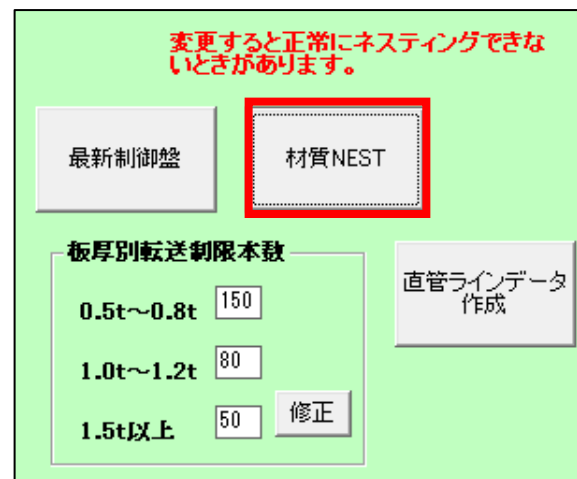 変更すると正常にネスティングできな
いときがあります。
最新制御盤
材質NEST
板厚別転送制限本数
0.5t～0.8t 150
1.0t～1.2t 80
1.5t以上 50 修正
直管ラインデータ
作成